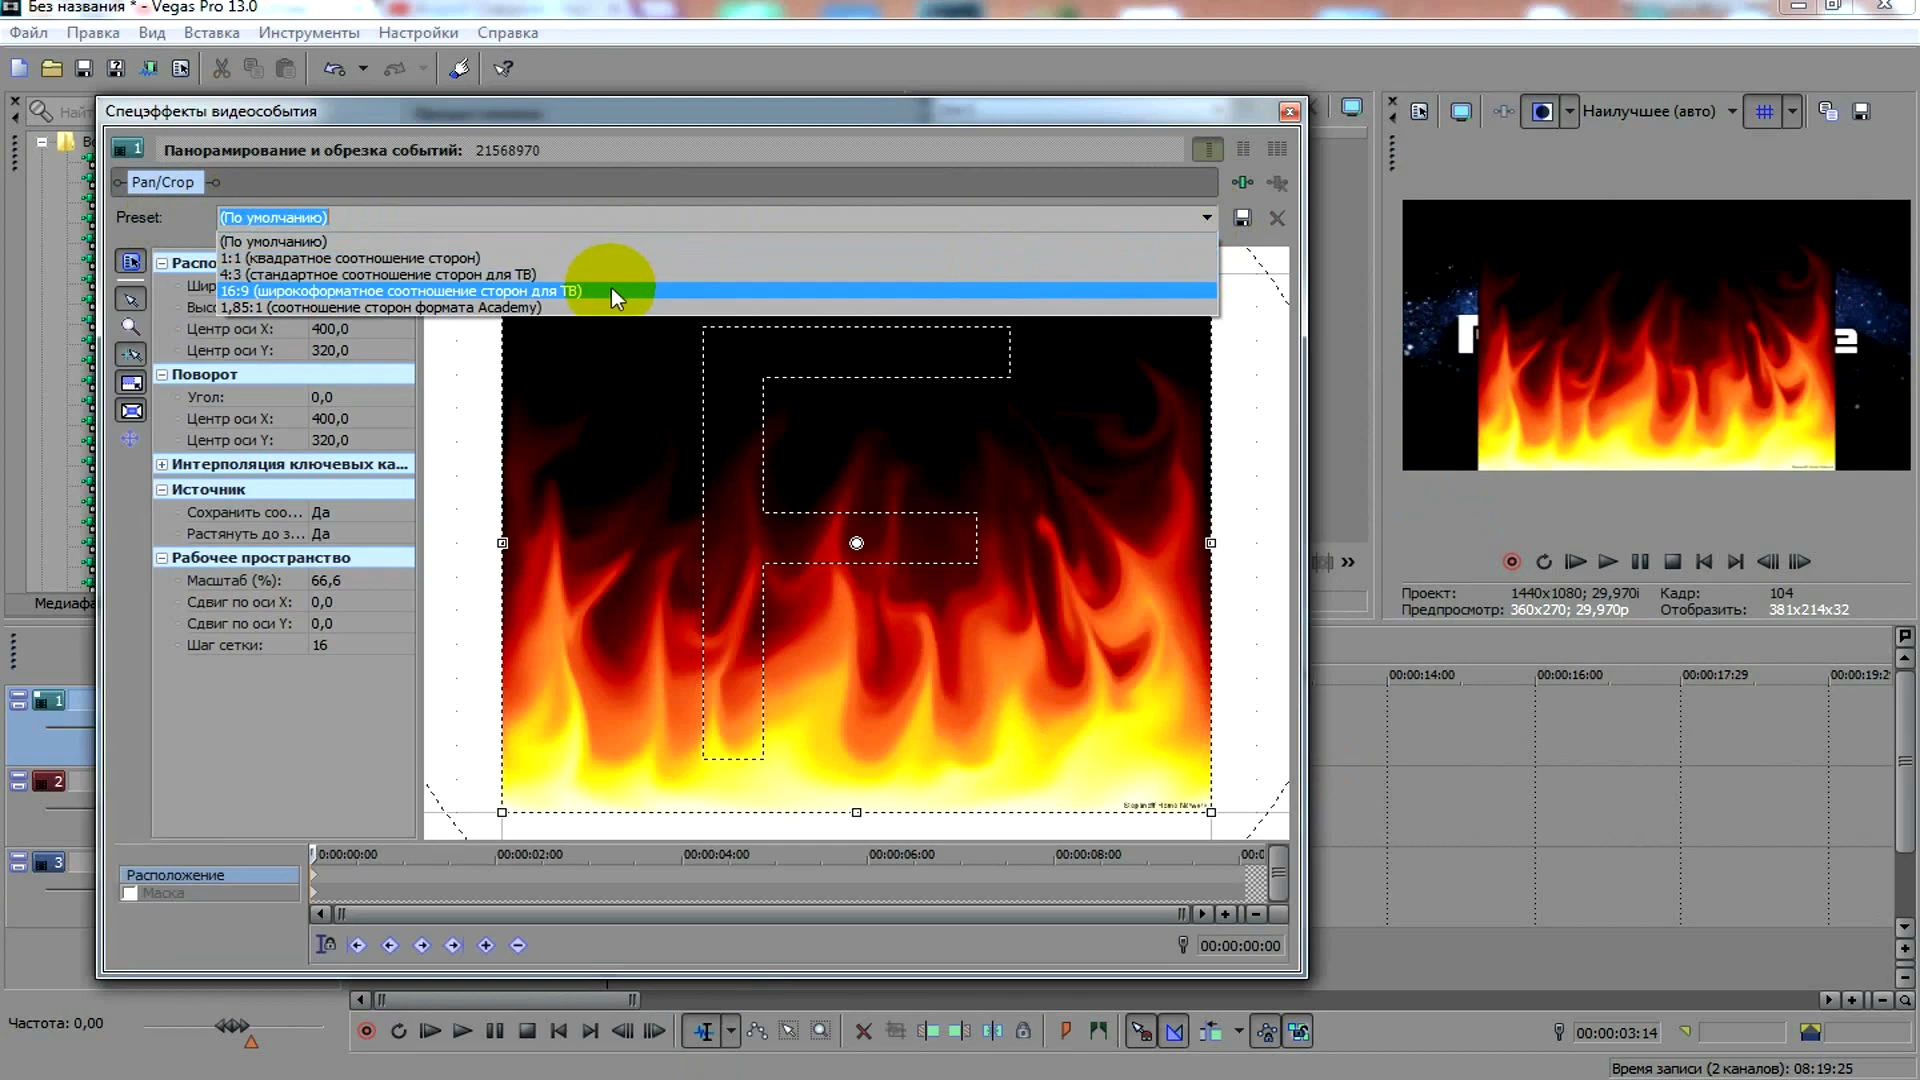 Без названия * - Vegas Pro 13.0
Файл Правка Вид Вставка Инструменты Настройки Справка
Спецэффекты видеособытия
1 Панорамирование и обрезка событий: 21568970
Pan/Crop
Preset: (По умолчанию)
(По умолчанию)
1:1 (квадратное соотношение сторон)
4:3 (стандартное соотношение сторон для ТВ)
16:9 (широкоформатное соотношение сторон для ТВ)
1,85:1 (соотношение сторон формата Academy)
Центр оси X: 400,0
Центр оси Y: 320,0
Поворот
Угол: 0,0
Центр оси X: 400,0
Центр оси Y: 320,0
Интерполяция ключевых ка...
Источник
Сохранить соо... Да
Растянуть до з... Да
Рабочее пространство
Масштаб (%): 66,6
Сдвиг по оси X: 0,0
Сдвиг по оси Y: 0,0
Шаг сетки: 16
0:00:00:00 00:00:02:00 00:00:04:00 00:00:06:00 00:00:08:00
Расположение
Маска
00:00:00:00
Наилучшее (авто)
Проект: 1440x1080; 29,970i Кадр: 104
Предпросмотр: 360x270; 29,970p Отобразить: 381x214x32
00:00:14:00 00:00:16:00 00:00:17:29 00:00:19:2
1
2
3
Частота: 0,00
00:00:03:14
Время записи (2 каналов): 08:19:25